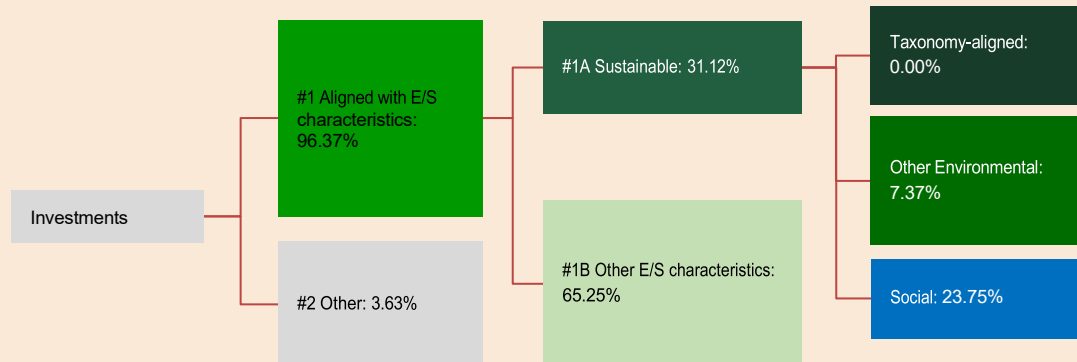 Investments
#1 Aligned with E/S
characteristics:
96.37%
#2 Other: 3.63%
#1A Sustainable: 31.12%
#1B Other E/S characteristics:
65.25%
Taxonomy-aligned:
0.00%
Other Environmental:
7.37%
Social: 23.75%